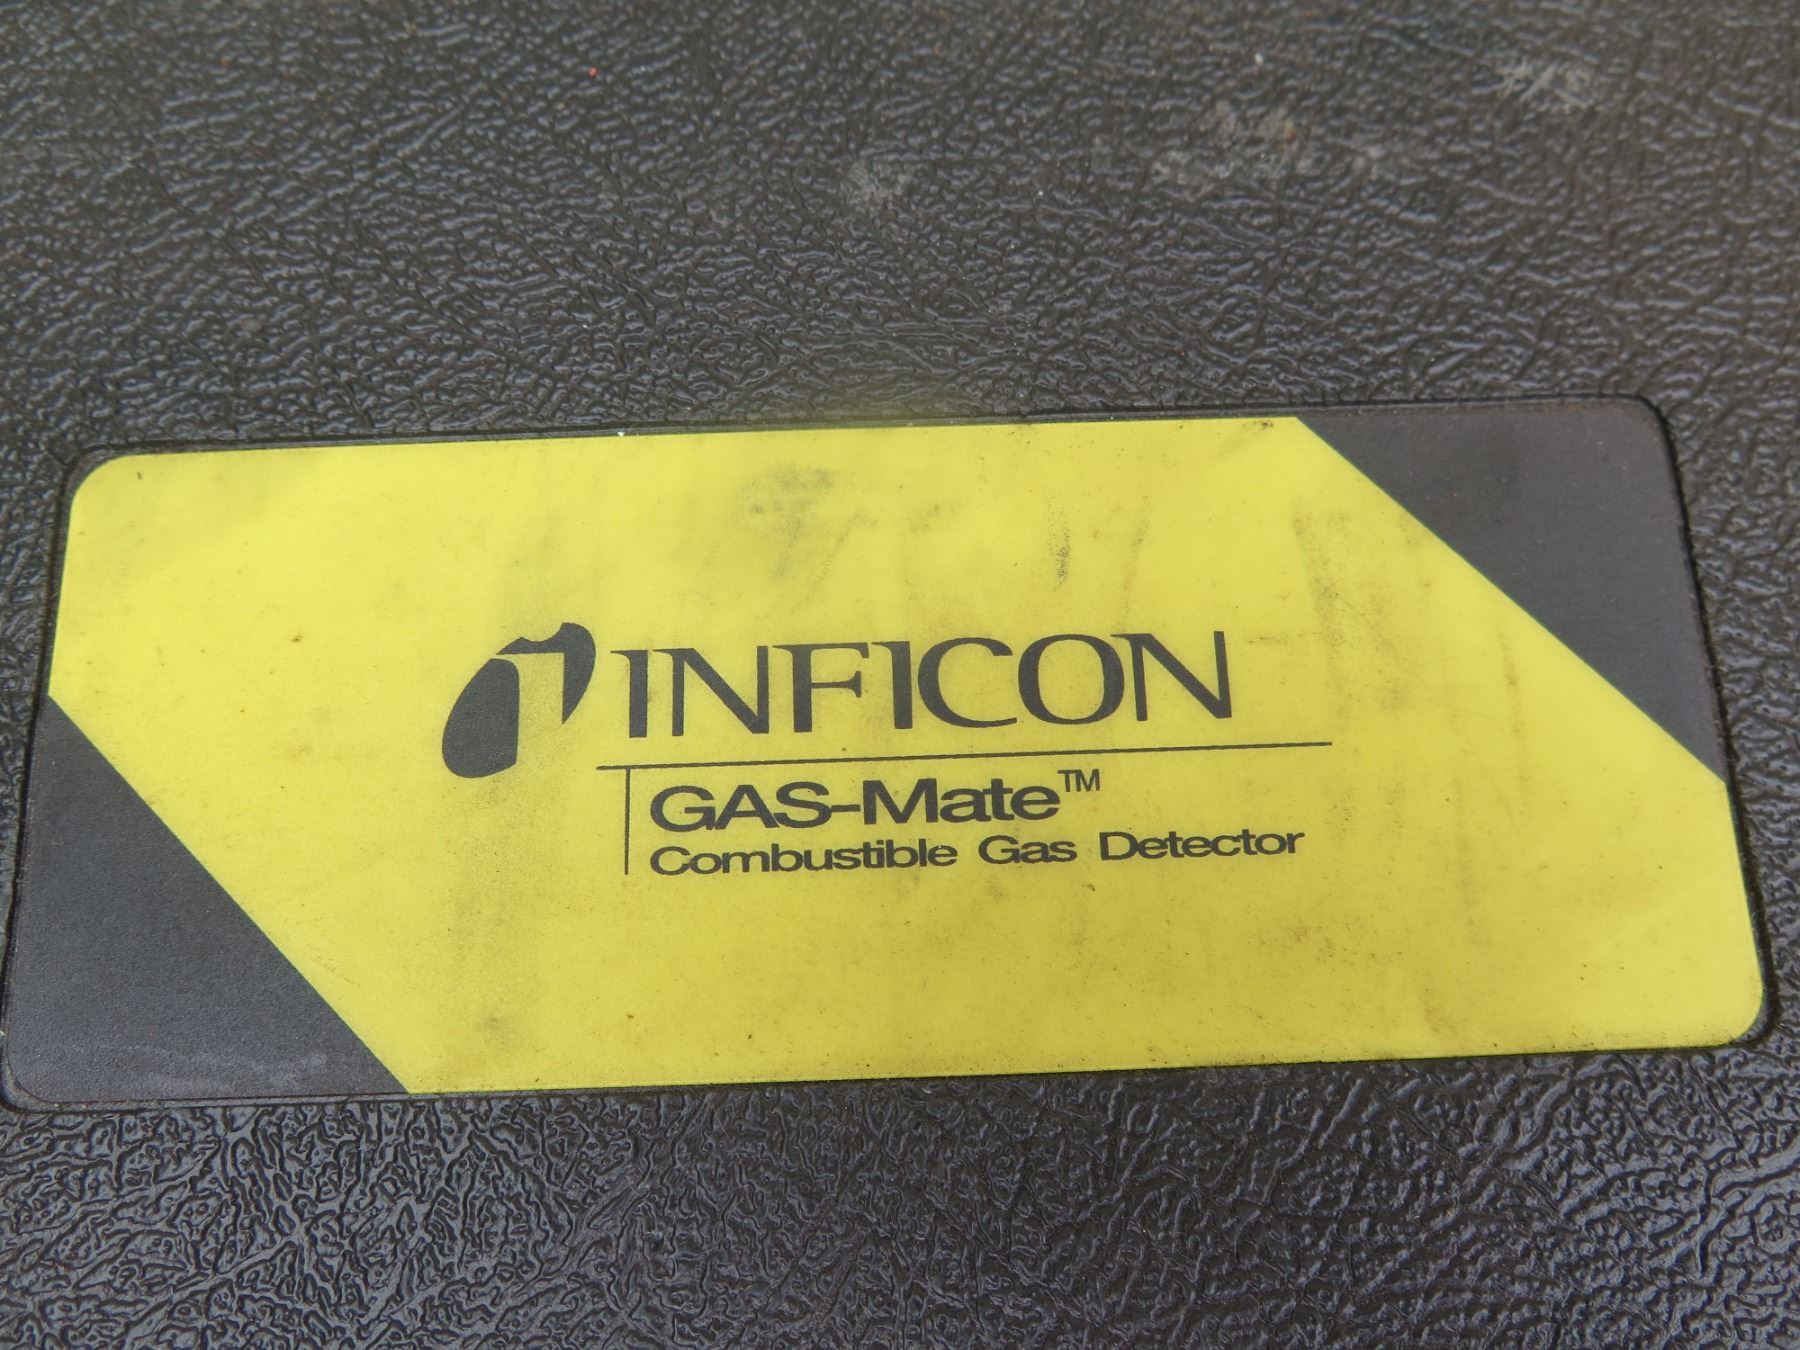 INFICON
GAS-Mate™
Combustible Gas Detector